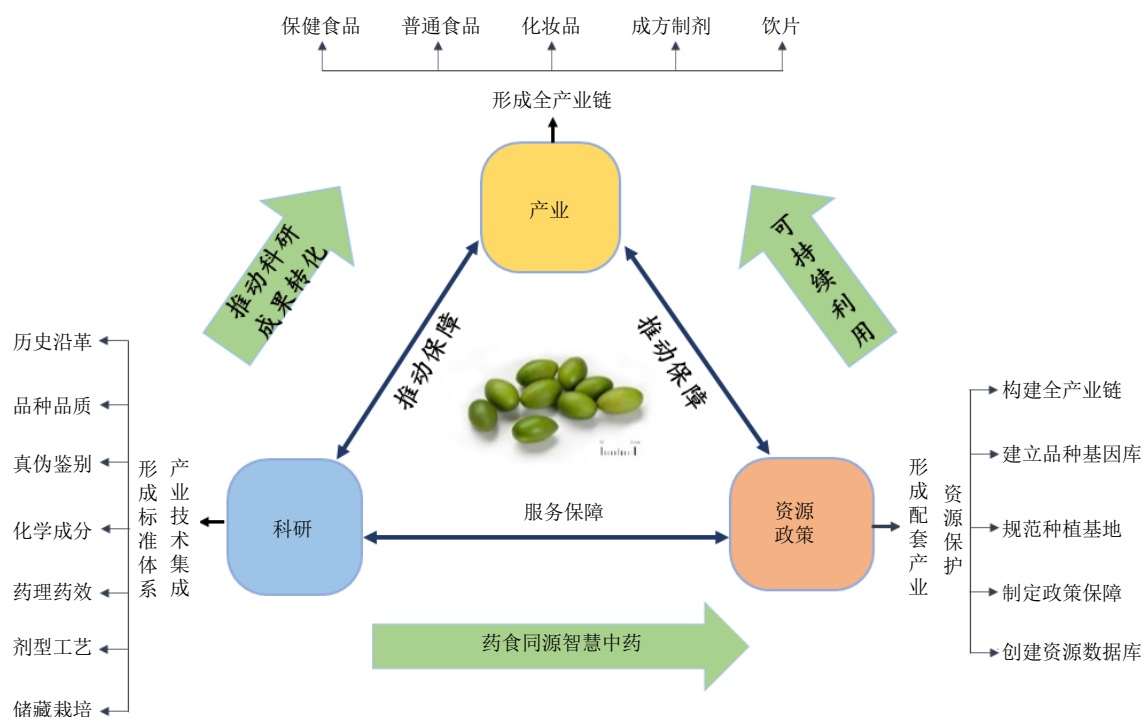 保健食品
普通食品
化妆品
成方制剂
饮片
形成全产业链
产业
推动科研
成果转化
可持续利用
推动保障
推动保障
历史沿革
品种品质
真伪鉴别
化学成分
药理药效
剂型工艺
储藏栽培
形成标准体系
产业技术集成
科研
服务保障
资源
政策
形成配套产业
资源保护
构建全产业链
建立品种基因库
规范种植基地
制定政策保障
创建资源数据库
药食同源智慧中药